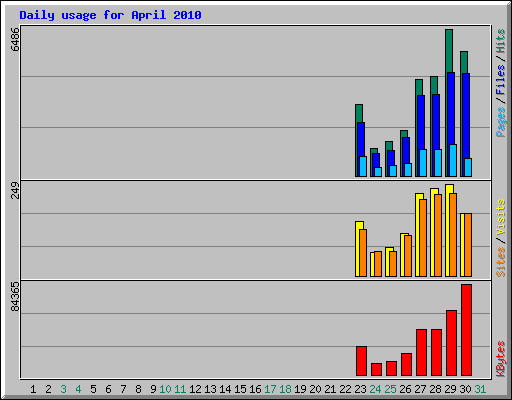 Daily usage for April 2010
6486
Pages / Files / Hits
249
Sites / Visits
84365
KBytes
1 2 3 4 5 6 7 8 9 10 11 12 13 14 15 16 17 18 19 20 21 22 23 24 25 26 27 28 29 30 31